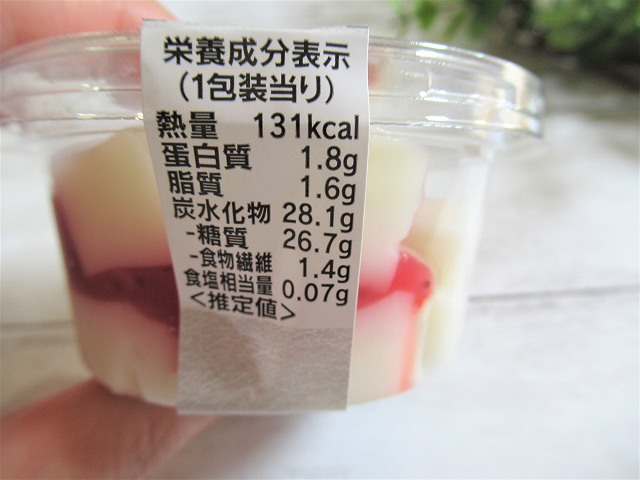 栄養成分表示
(1包装当り)
熱量 131kcal
蛋白質 1.8g
脂質 1.6g
炭水化物 28.1g
-糖質 26.7g
-食物繊維 1.4g
食塩相当量 0.07g
<推定値>